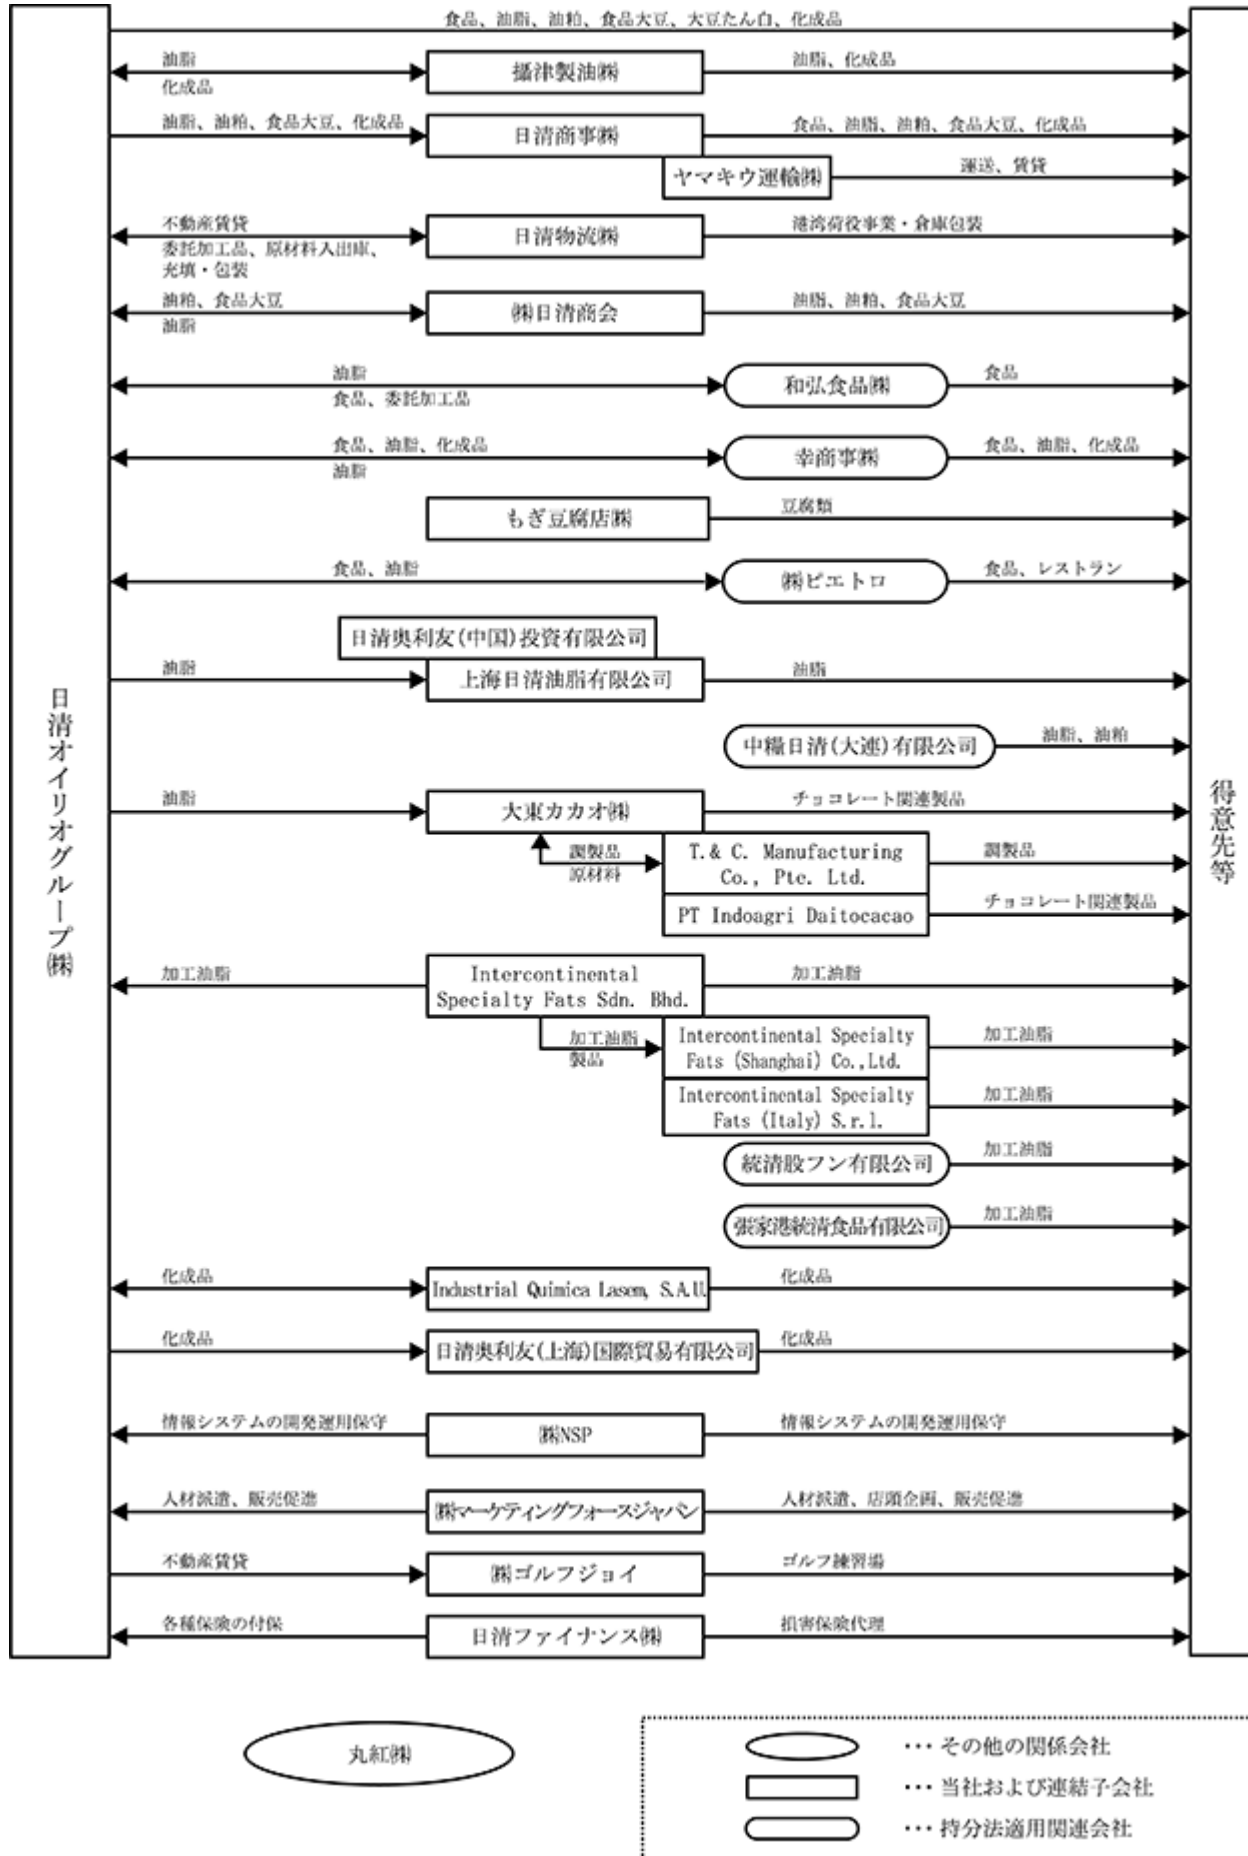 食品、油脂、油粕、食品大豆、大豆たん白、化成品
油脂
化成品
攝津製油㈱
油脂、化成品
油脂、油粕、食品大豆、化成品
日清商事㈱
食品、油脂、油粕、食品大豆、化成品
ヤマキウ運輸㈱
運送、賃貸
不動産賃貸
委託加工品、原材料入出庫、
充填・包装
日清物流㈱
港湾荷役事業・倉庫包装
油粕、食品大豆
油脂
㈱日清商会
油脂、油粕、食品大豆
油脂
食品、委託加工品
和弘食品㈱
食品
食品、油脂、化成品
油脂
幸商事㈱
食品、油脂、化成品
もぎ豆腐店㈱
豆腐類
食品、油脂
㈱ピエトロ
食品、レストラン
日清奥利友(中国)投資有限公司
油脂
上海日清油脂有限公司
油脂
日清オイリオグループ㈱
得意先等
中糧日清(大連)有限公司
油脂、油粕
油脂
大東カカオ㈱
チョコレート関連製品
調製品
原材料
T.& C. Manufacturing
Co., Pte. Ltd.
調製品
PT Indoagri Daitocacao
チョコレート関連製品
加工油脂
Intercontinental
Specialty Fats Sdn. Bhd.
加工油脂
加工油脂
製品
Intercontinental Specialty
Fats (Shanghai) Co.,Ltd.
加工油脂
Intercontinental Specialty
Fats (Italy) S.r.l.
加工油脂
統清股フン有限公司
加工油脂
張家港統清食品有限公司
加工油脂
化成品
Industrial Química Lasem, S.A.U.
化成品
化成品
日清奥利友(上海)国際貿易有限公司
化成品
情報システムの開発運用保守
㈱NSP
情報システムの開発運用保守
人材派遣、販売促進
㈱マーケティングフォースジャパン
人材派遣、店頭企画、販売促進
不動産賃貸
㈱ゴルフジョイ
ゴルフ練習場
各種保険の付保
日清ファイナンス㈱
損害保険代理
丸紅㈱
･･･その他の関係会社
･･･当社および連結子会社
･･･持分法適用関連会社